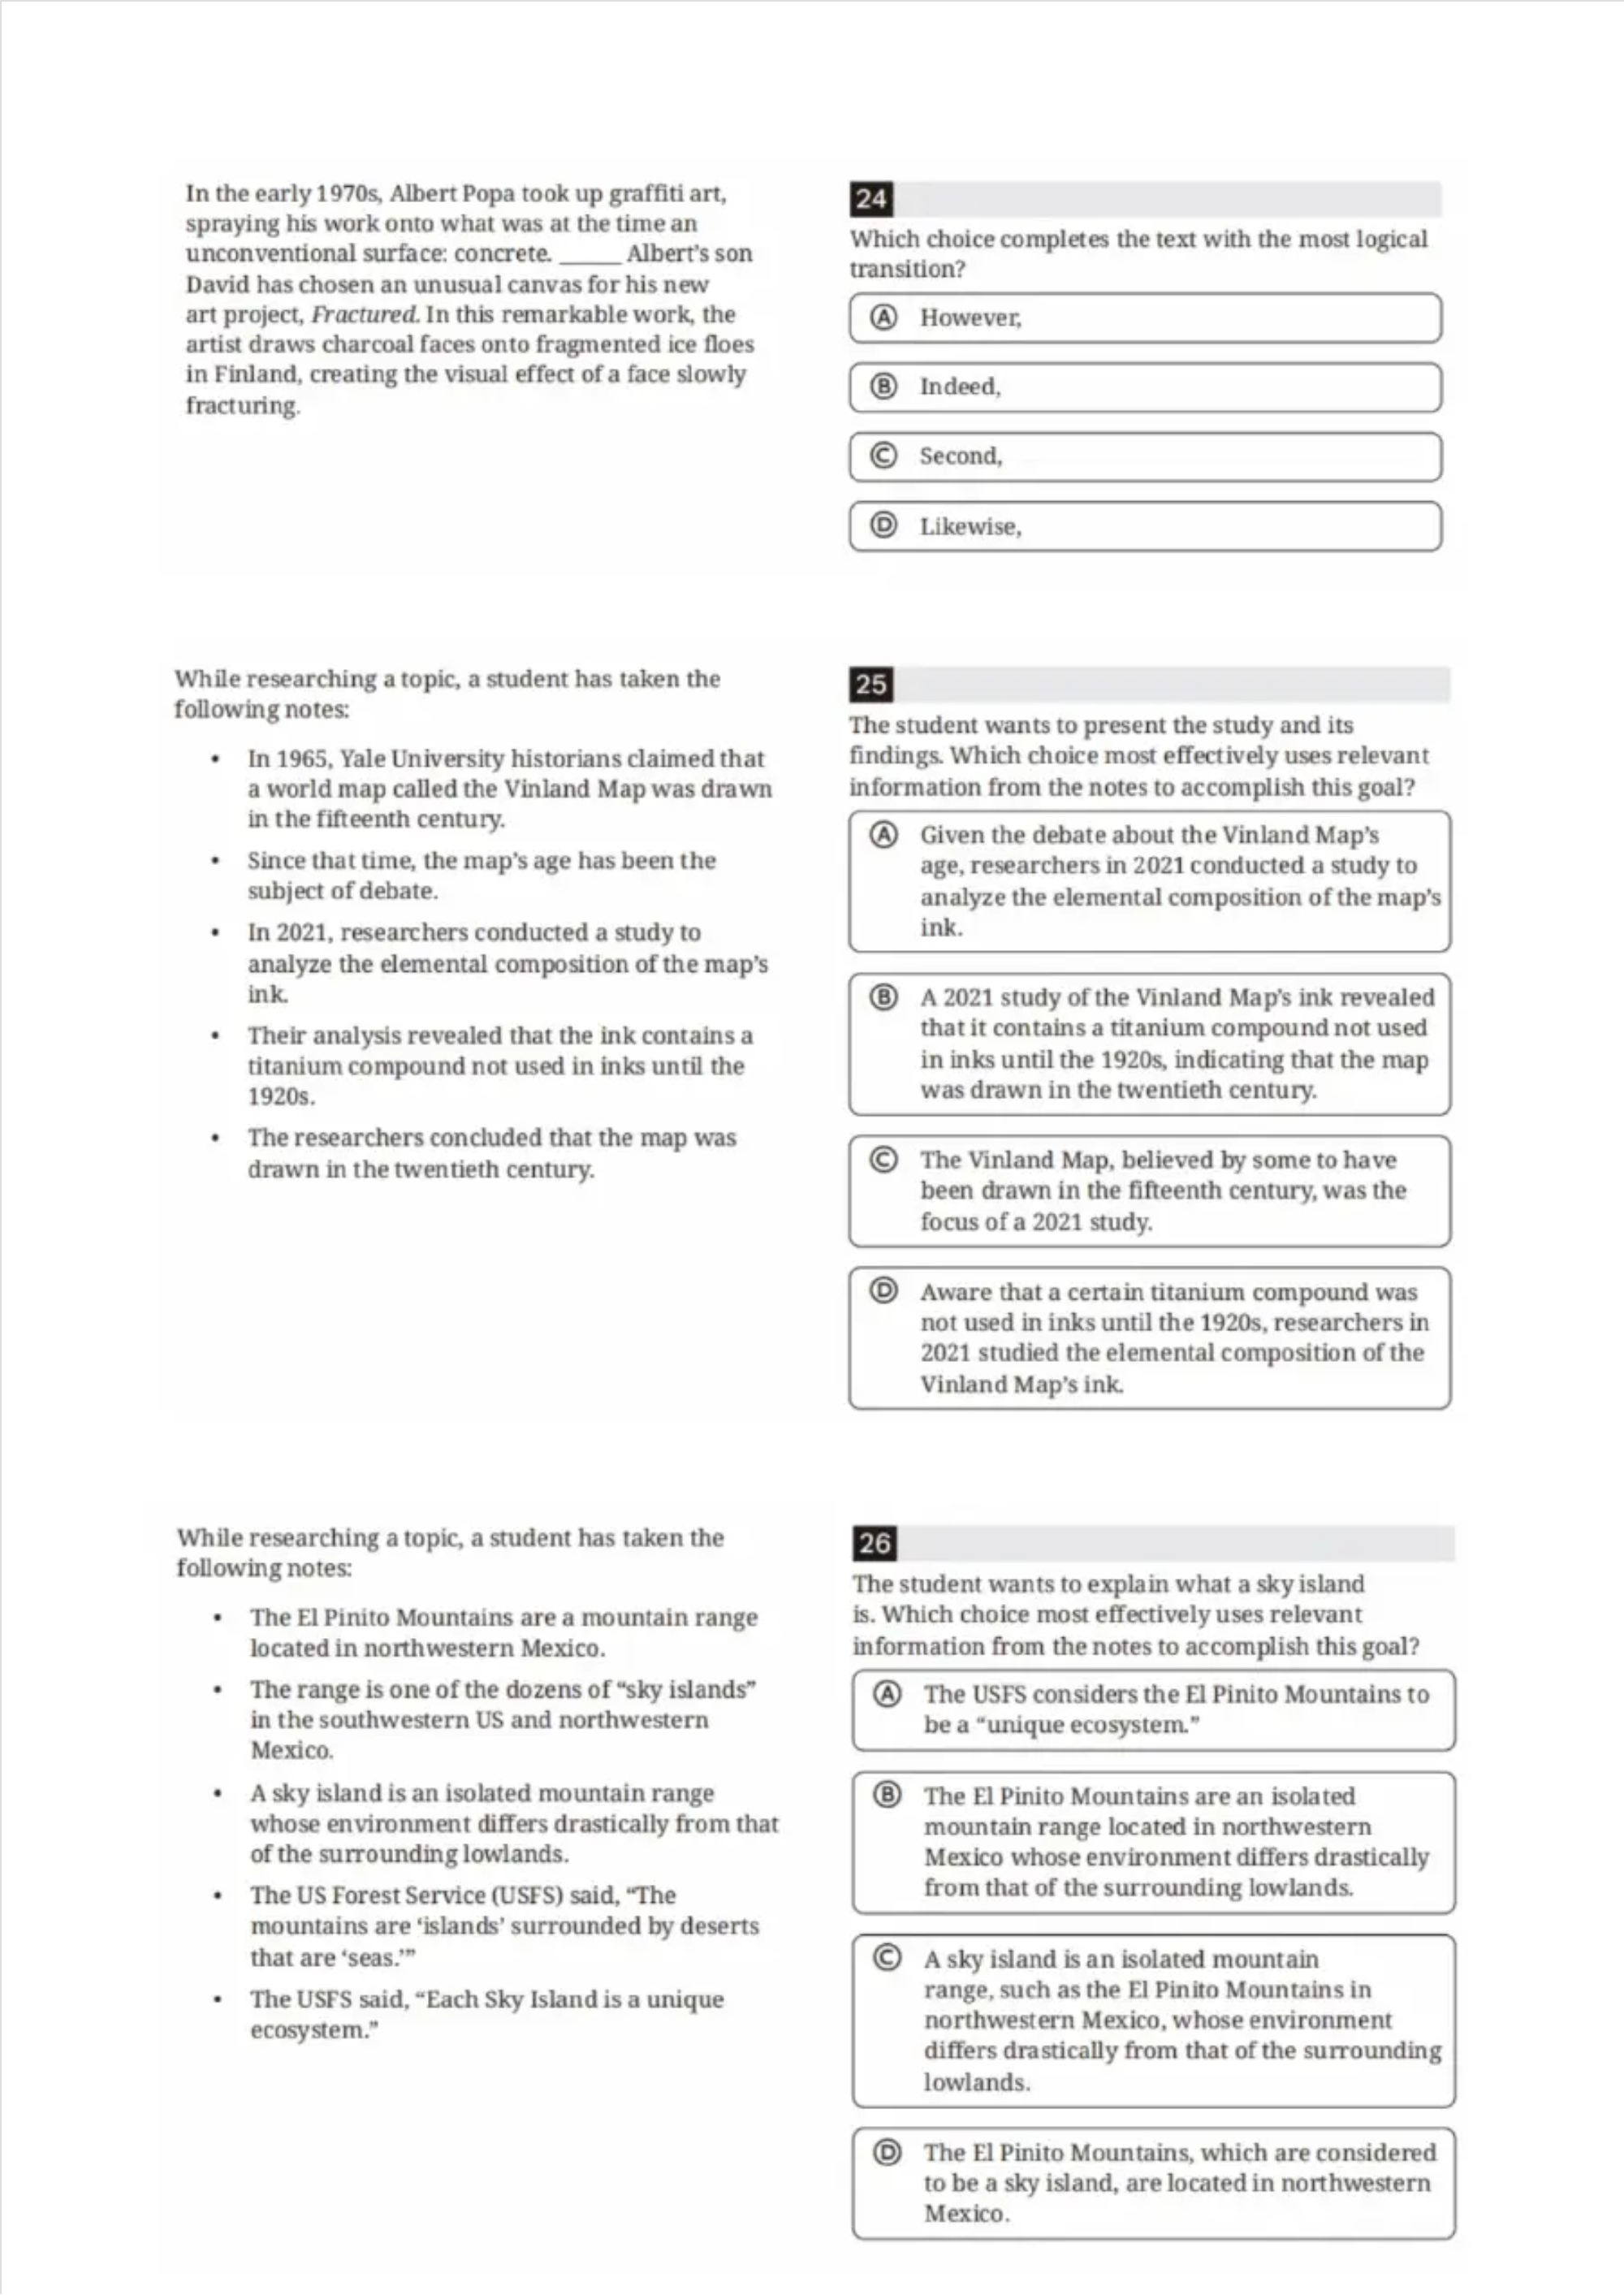 In the early 1970s, Albert Popa took up graffiti art,
spraying his work onto what was at the time an
unconventional surface: concrete. _____ Albert's son
David has chosen an unusual canvas for his new
art project, Fractured. In this remarkable work, the
artist draws charcoal faces onto fragmented ice floes
in Finland, creating the visual effect of a face slowly
fracturing.
24
Which choice completes the text with the most logical
transition?
Ⓐ However,
Ⓑ Indeed,
Ⓒ Second,
Ⓓ Likewise,
While researching a topic, a student has taken the
following notes:
• In 1965, Yale University historians claimed that
a world map called the Vinland Map was drawn
in the fifteenth century.
• Since that time, the map's age has been the
subject of debate.
• In 2021, researchers conducted a study to
analyze the elemental composition of the map's
ink.
• Their analysis revealed that the ink contains a
titanium compound not used in inks until the
1920s.
• The researchers concluded that the map was
drawn in the twentieth century.
25
The student wants to present the study and its
findings. Which choice most effectively uses relevant
information from the notes to accomplish this goal?
Ⓐ Given the debate about the Vinland Map's
age, researchers in 2021 conducted a study to
analyze the elemental composition of the map's
ink.
Ⓑ A 2021 study of the Vinland Map's ink revealed
that it contains a titanium compound not used
in inks until the 1920s, indicating that the map
was drawn in the twentieth century.
Ⓒ The Vinland Map, believed by some to have
been drawn in the fifteenth century, was the
focus of a 2021 study.
Ⓓ Aware that a certain titanium compound was
not used in inks until the 1920s, researchers in
2021 studied the elemental composition of the
Vinland Map's ink.
While researching a topic, a student has taken the
following notes:
• The El Pinito Mountains are a mountain range
located in northwestern Mexico.
• The range is one of the dozens of “sky islands”
in the southwestern US and northwestern
Mexico.
• A sky island is an isolated mountain range
whose environment differs drastically from that
of the surrounding lowlands.
• The US Forest Service (USFS) said, “The
mountains are ‘islands’ surrounded by deserts
that are ‘seas.’”
• The USFS said, “Each Sky Island is a unique
ecosystem.”
26
The student wants to explain what a sky island
is. Which choice most effectively uses relevant
information from the notes to accomplish this goal?
Ⓐ The USFS considers the El Pinito Mountains to
be a “unique ecosystem.”
Ⓑ The El Pinito Mountains are an isolated
mountain range located in northwestern
Mexico whose environment differs drastically
from that of the surrounding lowlands.
Ⓒ A sky island is an isolated mountain
range, such as the El Pinito Mountains in
northwestern Mexico, whose environment
differs drastically from that of the surrounding
lowlands.
Ⓓ The El Pinito Mountains, which are considered
to be a sky island, are located in northwestern
Mexico.